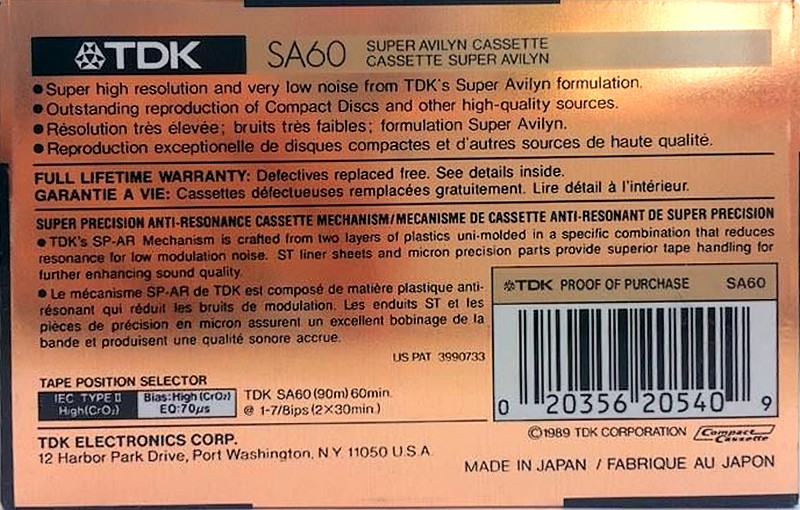 TDK SA60 SUPER AVILYN CASSETTE
CASSETTE SUPER AVILYN
● Super high resolution and very low noise from TDK's Super Avilyn formulation.
● Outstanding reproduction of Compact Discs and other high-quality sources.
● Résolution très élevée; bruits très faibles; formulation Super Avilyn.
● Reproduction exceptionelle de disques compactes et d'autres sources de haute qualité.
FULL LIFETIME WARRANTY: Defectives replaced free. See details inside.
GARANTIE A VIE: Cassettes défectueuses remplacées gratuitement. Lire détail à l'intérieur.
SUPER PRECISION ANTI-RESONANCE CASSETTE MECHANISM/MECANISME DE CASSETTE ANTI-RESONANT DE SUPER PRECISION
● TDK's SP-AR Mechanism is crafted from two layers of plastics uni-molded in a specific combination that reduces
resonance for low modulation noise. ST liner sheets and micron precision parts provide superior tape handling for
further enhancing sound quality.
● Le mécanisme SP-AR de TDK est composé de matière plastique anti-
résonant qui réduit les bruits de modulation. Les enduits ST et les
pièces de précision en micron assurent un excellent bobinage de la
bande et produisent une qualité sonore accrue.
US PAT 3990733
TDK PROOF OF PURCHASE SA60
0 20356 20540 9
TAPE POSITION SELECTOR
IEC TYPE II
High(CrO₂)
Bias: High (CrO₂)
EQ: 70μs
TDK SA60 (90m) 60min.
@ 1-7/8ips (2×30min.)
©1989 TDK CORPORATION Compact Cassette
TDK ELECTRONICS CORP.
12 Harbor Park Drive, Port Washington, N.Y. 11050 U.S.A.
MADE IN JAPAN / FABRIQUE AU JAPON